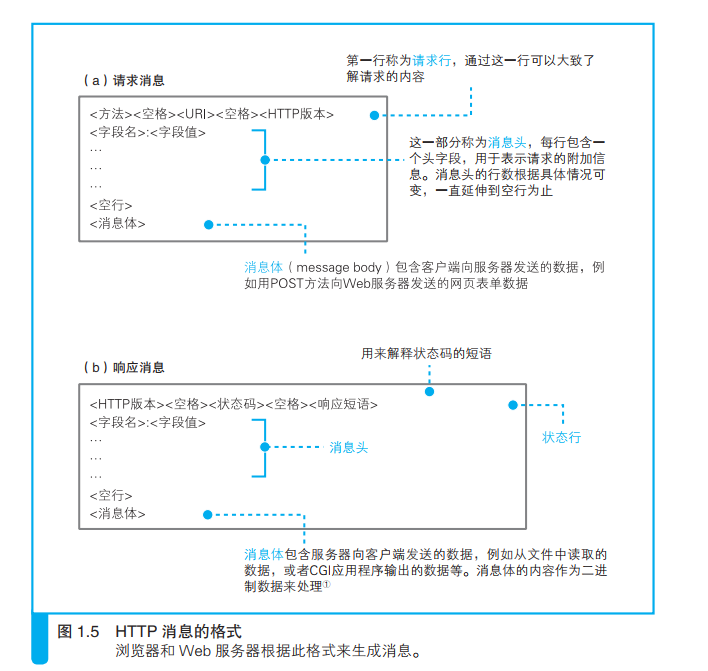 第一行称为请求行，通过这一行可以大致了
解请求的内容
（a）请求消息
<方法><空格><URI><空格><HTTP版本>
<字段名>:<字段值>
…
…
…
<空行>
<消息体>
这一部分称为消息头，每行包含一
个头字段，用于表示请求的附加信
息。消息头的行数根据具体情况可
变，一直延伸到空行为止
消息体（message body）包含客户端向服务器发送的数据，例
如用POST方法向Web服务器发送的网页表单数据
用来解释状态码的短语
（b）响应消息
<HTTP版本><空格><状态码><空格><响应短语>
<字段名>:<字段值>
…
…
…
<空行>
<消息体>
状态行
消息头
消息体包含服务器向客户端发送的数据，例如从文件中读取的
数据，或者CGI应用程序输出的数据等。消息体的内容作为二进
制数据来处理①
图 1.5 HTTP 消息的格式
浏览器和 Web 服务器根据此格式来生成消息。